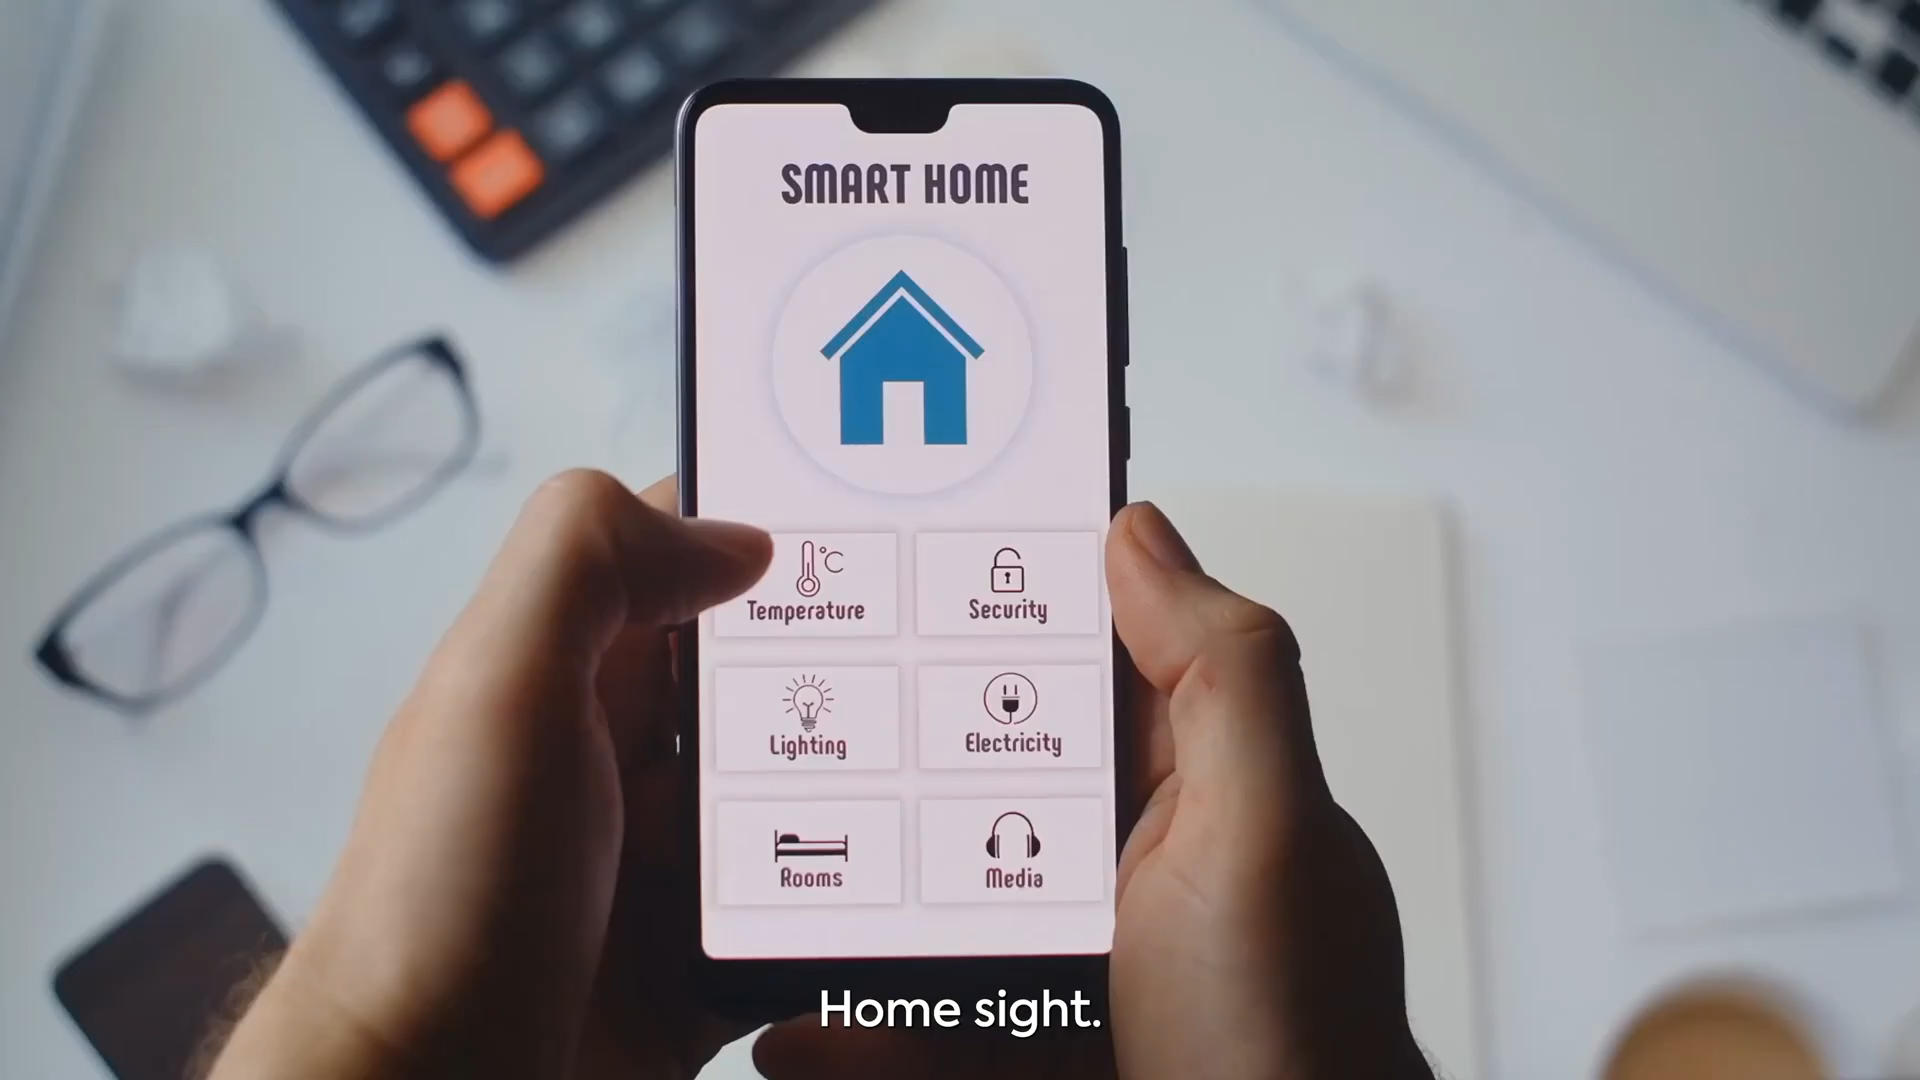 SMART HOME
°C
Temperature
Security
Lighting
Electricity
Rooms
Media
Home sight.